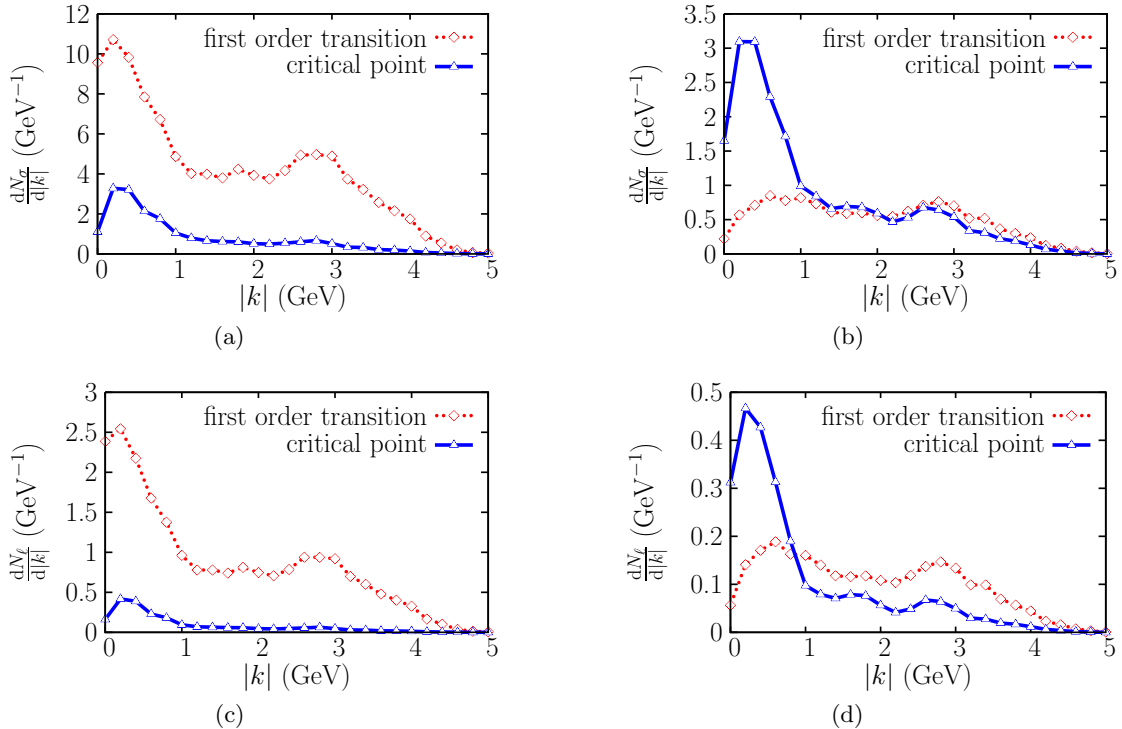 12
10
8
6
4
2
0
dN_σ/d|k| (GeV⁻¹)
first order transition
critical point
0 1 2 3 4 5
|k| (GeV)
(a)
3.5
3
2.5
2
1.5
1
0.5
0
dN_σ/d|k| (GeV⁻¹)
first order transition
critical point
0 1 2 3 4 5
|k| (GeV)
(b)
3
2.5
2
1.5
1
0.5
0
dN_ℓ/d|k| (GeV⁻¹)
first order transition
critical point
0 1 2 3 4 5
|k| (GeV)
(c)
0.5
0.4
0.3
0.2
0.1
0
dN_ℓ/d|k| (GeV⁻¹)
first order transition
critical point
0 1 2 3 4 5
|k| (GeV)
(d)